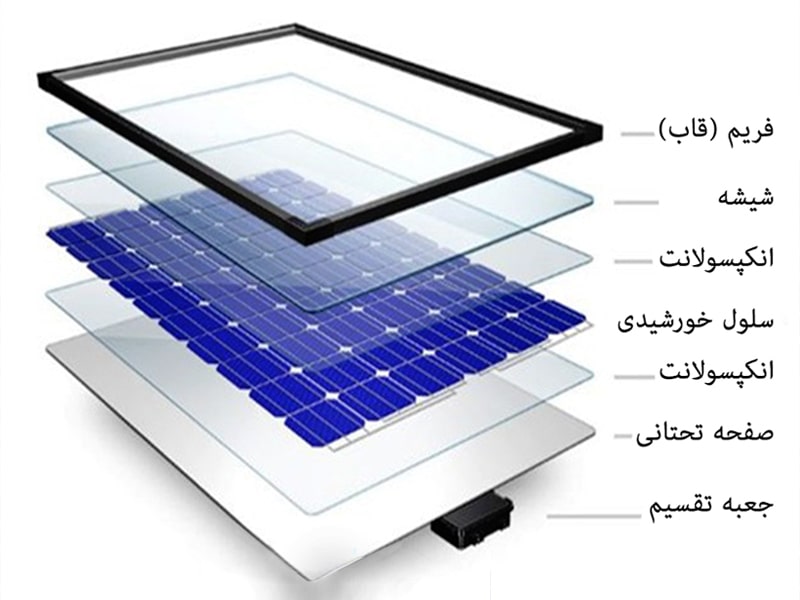 فریم (قاب)
شیشه
انکپسولانت
سلول خورشیدی
انکپسولانت
صفحه تحتانی
جعبه تقسیم